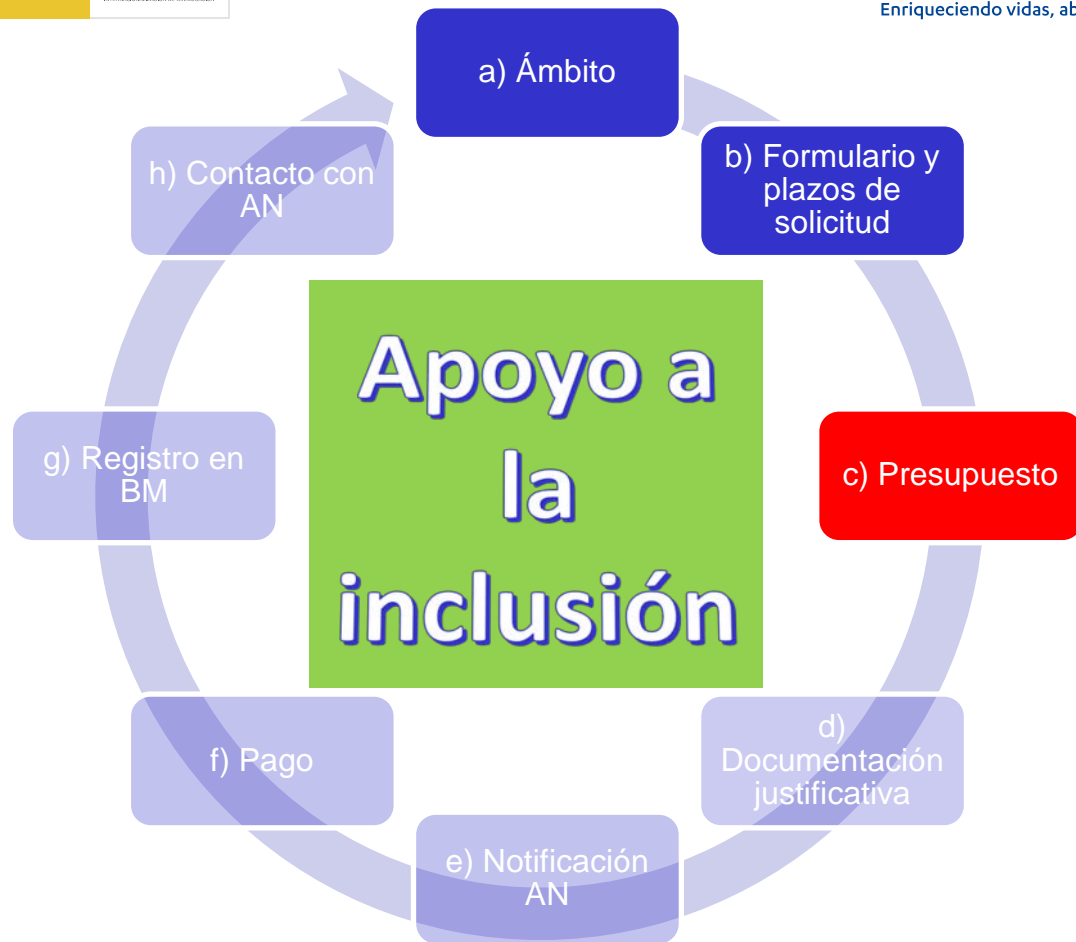 Enriqueciendo vidas, ab
a) Ámbito
b) Formulario y
plazos de
solicitud
c) Presupuesto
d)
Documentación
justificativa
e) Notificación
AN
f) Pago
g) Registro en
BM
h) Contacto con
AN
Apoyo a
la
inclusión